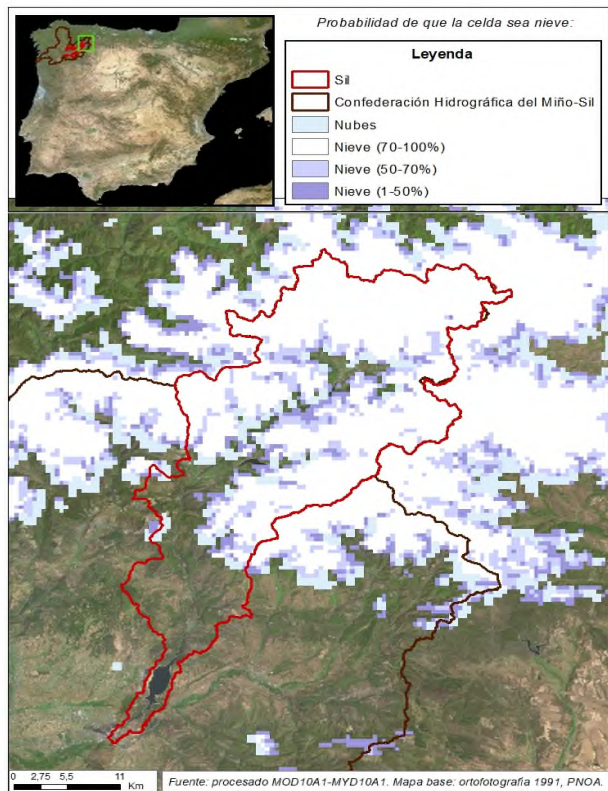 Probabilidad de que la celda sea nieve:
Leyenda
Sil
Confederación Hidrográfica del Miño-Sil
Nubes
Nieve (70-100%)
Nieve (50-70%)
Nieve (1-50%)
0 2,75 5,5 11
Km
Fuente: procesado MOD10A1-MYD10A1. Mapa base: ortofotografía 1991, PNOA.